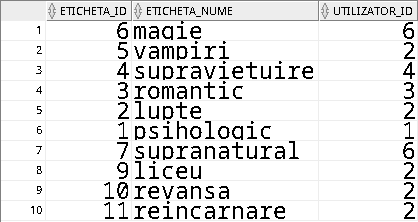 ETICHETA_ID ETICHETA_NUME UTILIZATOR_ID
1 6 magie 6
2 5 vampiri 2
3 4 supravietuire 4
4 3 romantic 3
5 2 lupte 2
6 1 psihologic 1
7 7 supranatural 6
8 9 liceu 2
9 10 revansa 2
10 11 reincarnare 2